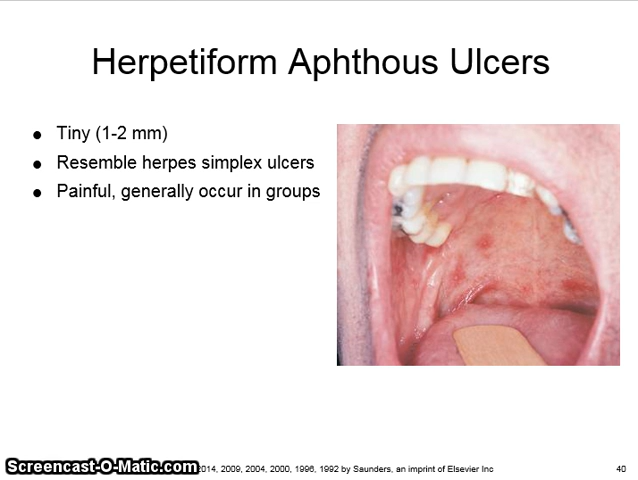 Herpetiform Aphthous Ulcers
● Tiny (1-2 mm)
● Resemble herpes simplex ulcers
● Painful, generally occur in groups
Screencast-O-Matic.com 2014, 2009, 2004, 2000, 1996, 1992 by Saunders, an imprint of Elsevier Inc 40